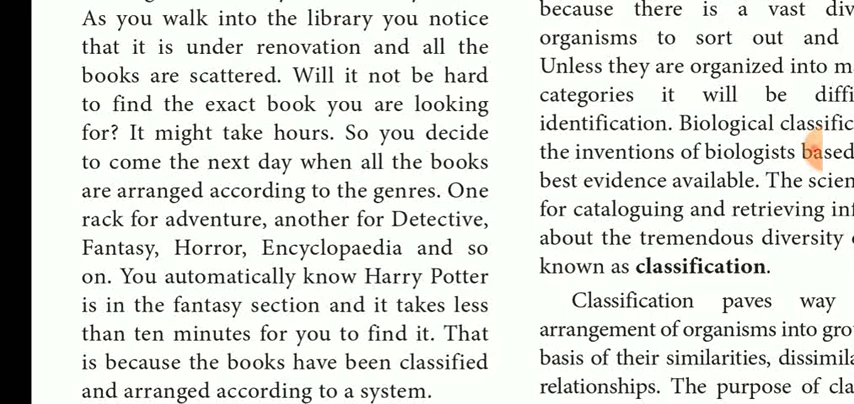 As you walk into the library you notice
that it is under renovation and all the
books are scattered. Will it not be hard
to find the exact book you are looking
for? It might take hours. So you decide
to come the next day when all the books
are arranged according to the genres. One
rack for adventure, another for Detective,
Fantasy, Horror, Encyclopaedia and so
on. You automatically know Harry Potter
is in the fantasy section and it takes less
than ten minutes for you to find it. That
is because the books have been classified
and arranged according to a system.
because there is a vast
organisms to sort out and
Unless they are organized into
categories it will be
identification. Biological
the inventions of biologists based
best evidence available. The
for cataloguing and retrieving
about the tremendous diversity
known as classification.
Classification paves way
arrangement of organisms into
basis of their similarities,
relationships. The purpose of